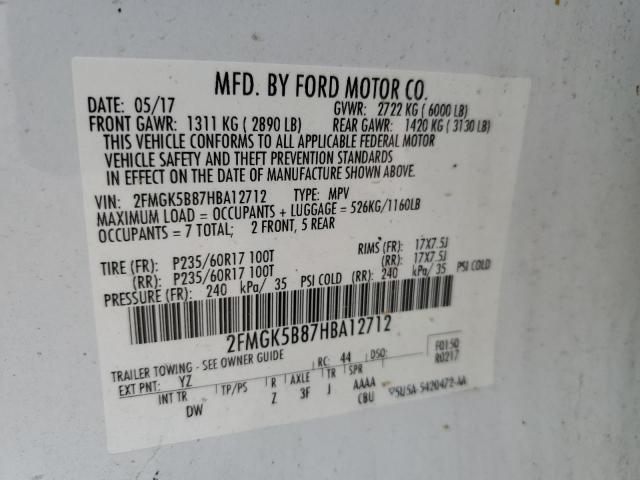 MFD. BY FORD MOTOR CO.
DATE: 05/17 GVWR: 2722 KG ( 6000 LB)
FRONT GAWR: 1311 KG ( 2890 LB) REAR GAWR: 1420 KG ( 3130 LB)
THIS VEHICLE CONFORMS TO ALL APPLICABLE FEDERAL MOTOR
VEHICLE SAFETY AND THEFT PREVENTION STANDARDS
IN EFFECT ON THE DATE OF MANUFACTURE SHOWN ABOVE.
VIN: 2FMGK5B87HBA12712 TYPE: MPV
MAXIMUM LOAD = OCCUPANTS + LUGGAGE = 526KG/1160LB
OCCUPANTS = 7 TOTAL; 2 FRONT, 5 REAR
TIRE (FR): P235/60R17 100T RIMS (FR): 17X7.5J
(RR): P235/60R17 100T (RR): 17X7.5J
PRESSURE (FR): 240 kPa/ 35 PSI COLD (RR): 240 kPa/ 35 PSI COLD
2FMGK5B87HBA12712
TRAILER TOWING - SEE OWNER GUIDE RC: 44 DSO: F0150
EXT PNT: YZ R0217
INT TR TP/PS R AXLE TR SPR
DW Z 3F J AAAA
CBU 5U5A-5420472-AA